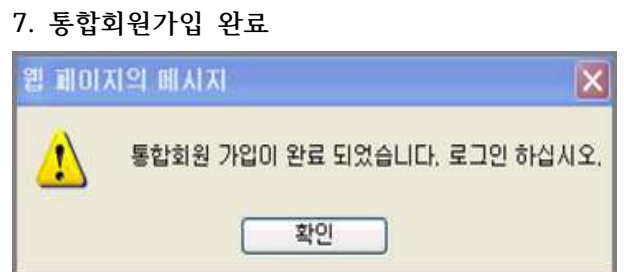 7. 통합회원가입 완료
웹 페이지의 메시지
통합회원 가입이 완료 되었습니다. 로그인 하십시오.
확인